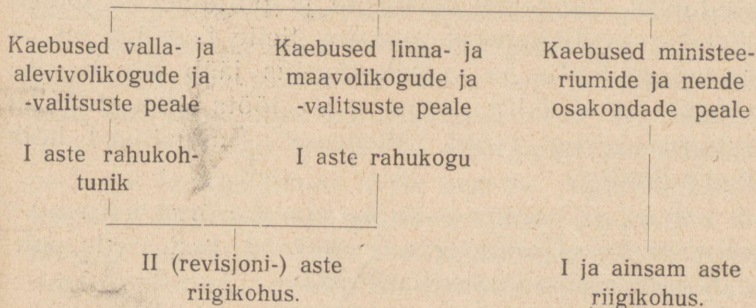 Kaebused valla- ja
alevivolikogude ja
-valitsuste peale
Kaebused linna- ja
maavolikogude ja
-valitsuste peale
Kaebused ministee-
riumide ja nende
osakondade peale
I aste rahukoh-
tunik
I aste rahukogu
II (revisjoni-) aste
riigikohus.
I ja ainsam aste
riigikohus.